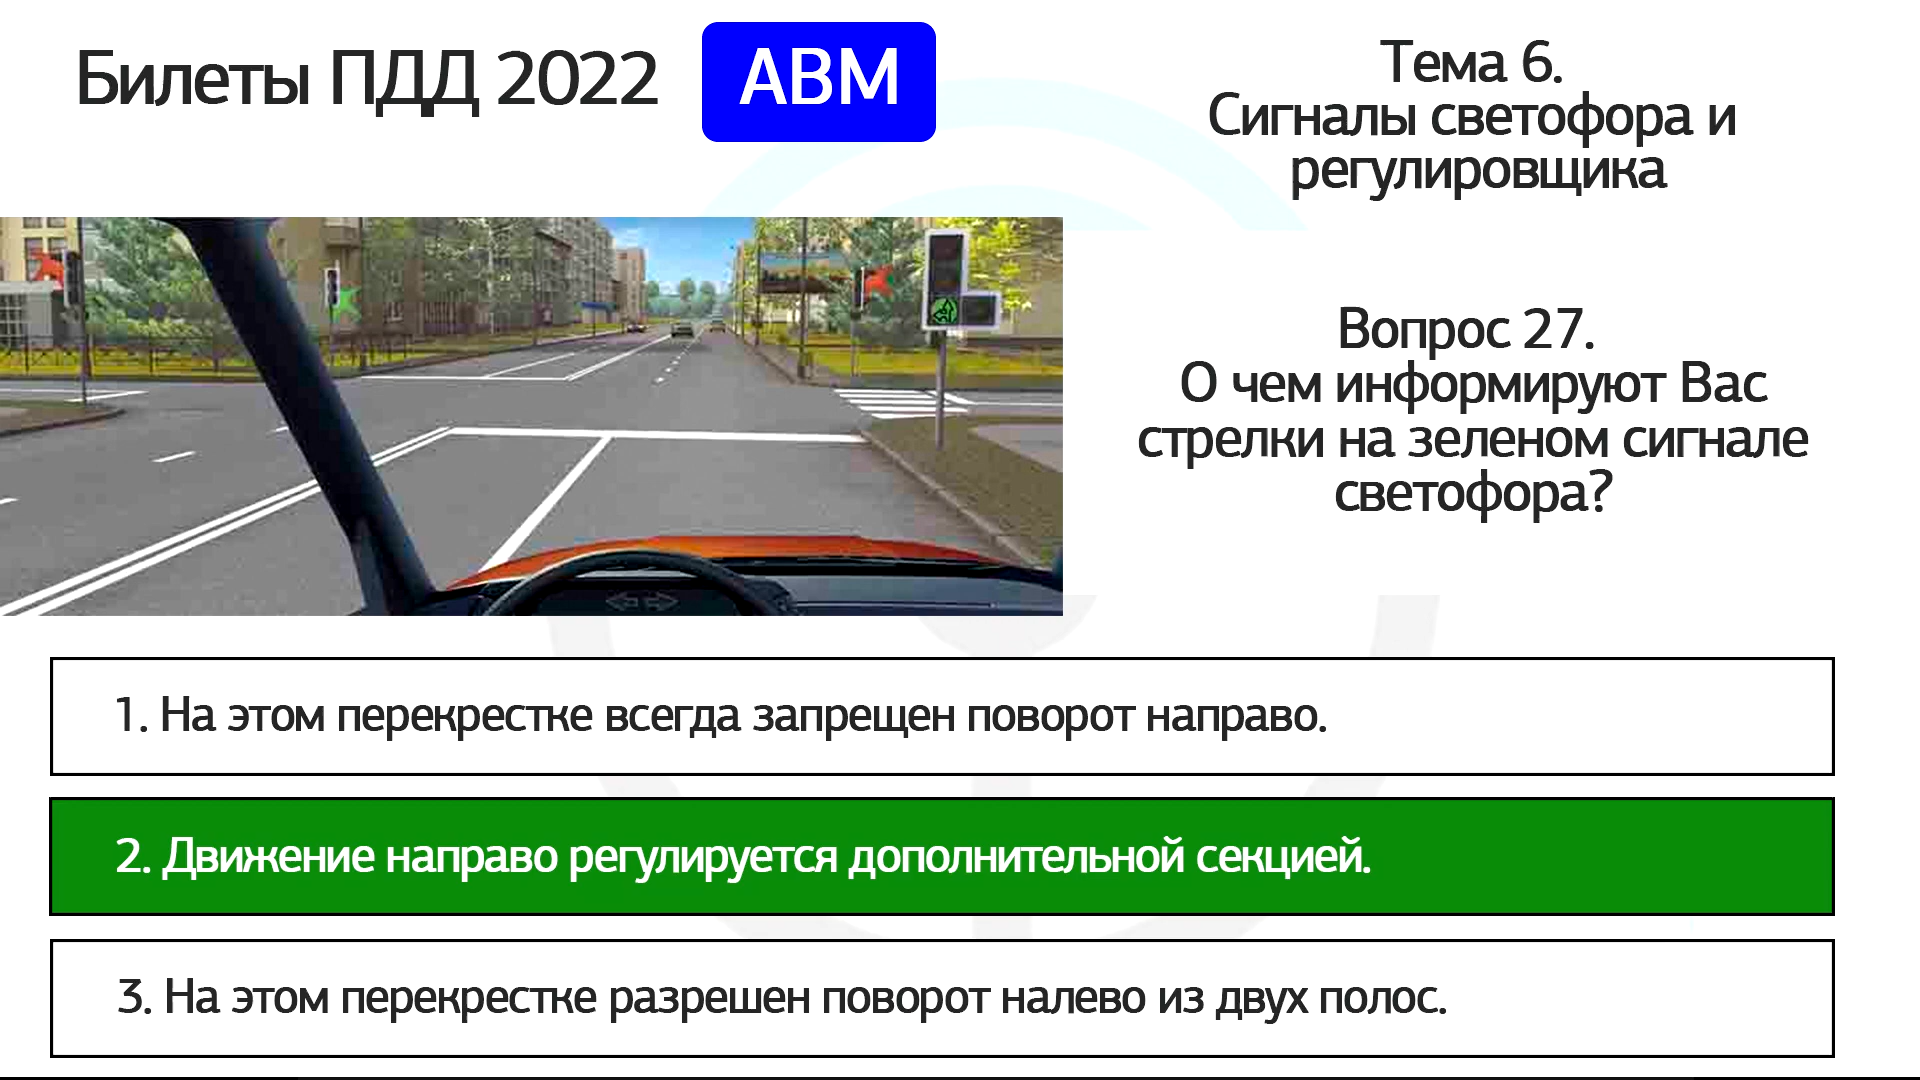 Билеты ПДД 2022
АВМ
Тема 6.
Сигналы светофора и
регулировщика
Вопрос 27.
О чем информируют Вас
стрелки на зеленом сигнале
светофора?
1. На этом перекрестке всегда запрещен поворот направо.
2. Движение направо регулируется дополнительной секцией.
3. На этом перекрестке разрешен поворот налево из двух полос.